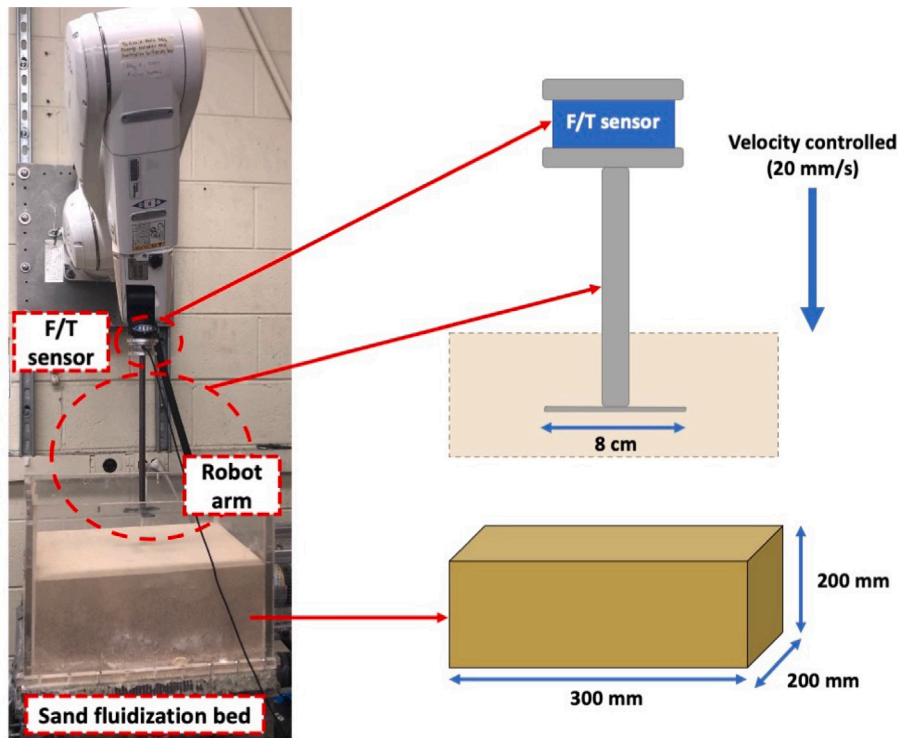 F/T sensor
Velocity controlled
(20 mm/s)
F/T
sensor
8 cm
Robot
arm
200 mm
200 mm
300 mm
Sand fluidization bed